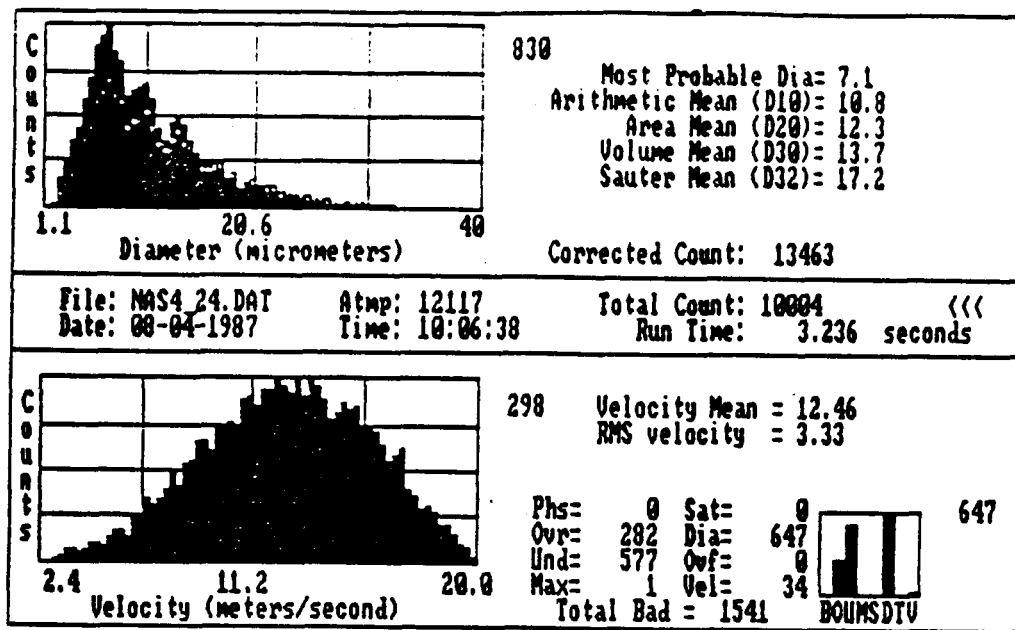 Counts
830
Most Probable Dia= 7.1
Arithmetic Mean (D10)= 10.8
Area Mean (D20)= 12.3
Volume Mean (D30)= 13.7
Sauter Mean (D32)= 17.2
1.1 20.6 40
Diameter (micrometers)
Corrected Count: 13463
File: NAS4_24.DAT Atmp: 12117 Total Count: 10004 <<<
Date: 08-04-1987 Time: 10:06:38 Run Time: 3.236 seconds
Counts
298 Velocity Mean = 12.46
RMS velocity = 3.33
Phs= 0 Sat= 0 647
Ovr= 282 Dia= 647
Und= 577 Ovf= 0
Max= 1 Vel= 34
2.4 11.2 20.0
Velocity (meters/second)
Total Bad = 1541 BOUMSDTV